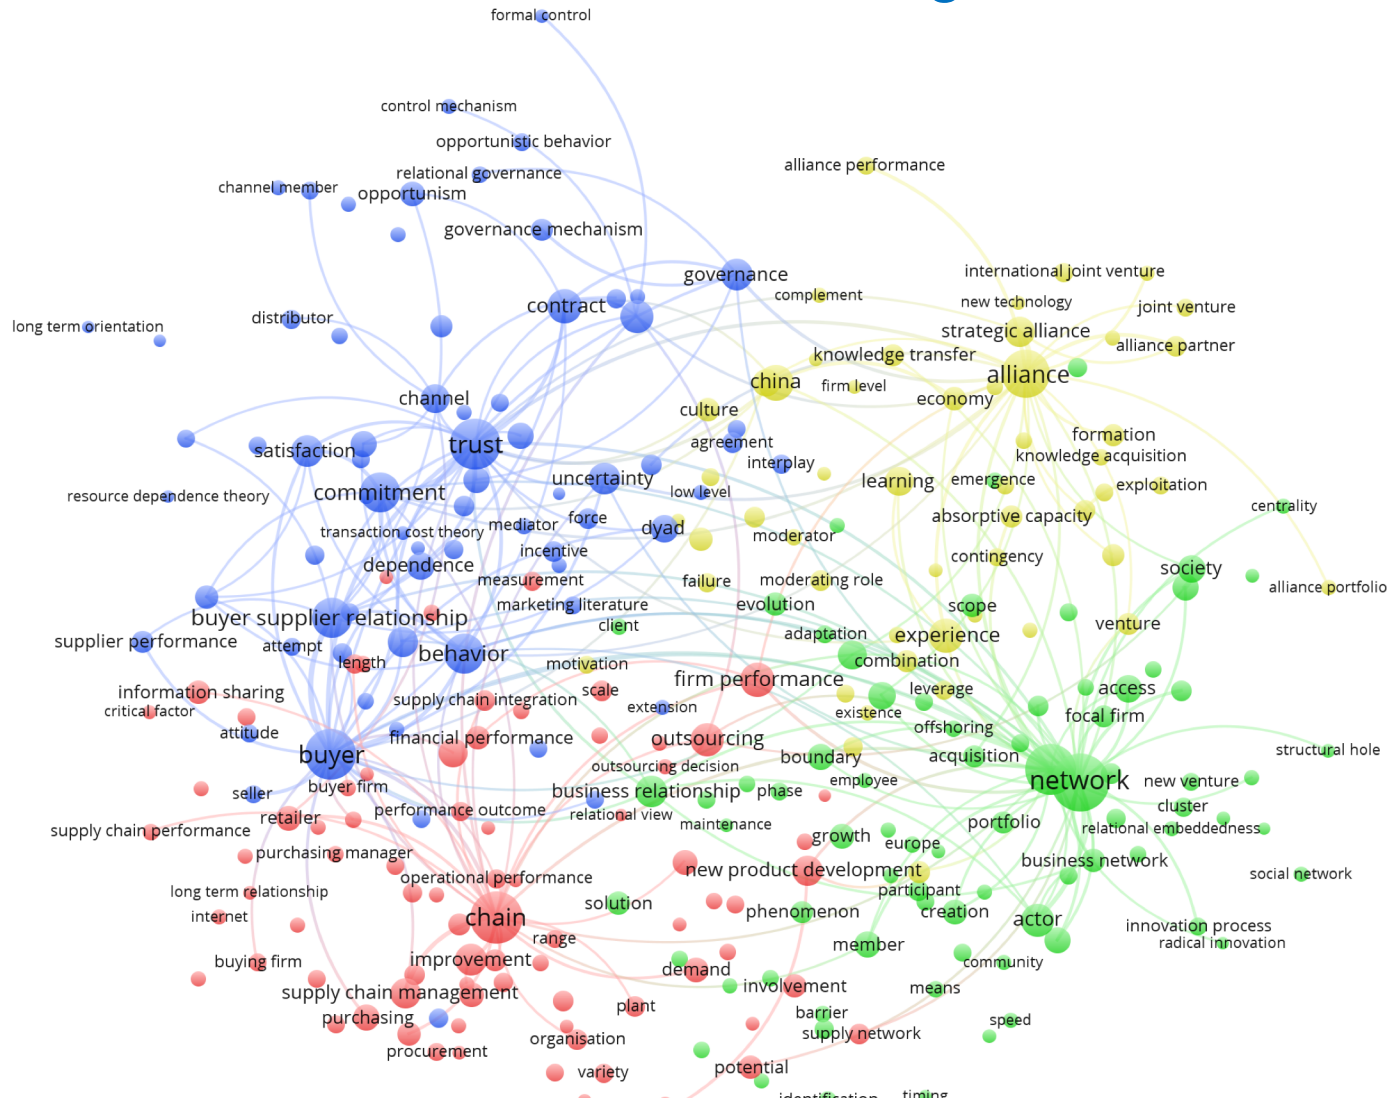 formal control
control mechanism
opportunistic behavior
alliance performance
relational governance
channel member
opportunism
governance mechanism
governance
international joint venture
complement
new technology
contract
joint venture
distributor
long term orientation
strategic alliance
alliance partner
knowledge transfer
alliance
china
firm level
channel
economy
culture
formation
agreement
trust
satisfaction
knowledge acquisition
interplay
uncertainty
learning
emergence
exploitation
commitment
low level
resource dependence theory
centrality
absorptive capacity
force
mediator
dyad
transaction cost theory
moderator
incentive
contingency
dependence
society
measurement
failure
moderating role
alliance portfolio
marketing literature
evolution
scope
buyer supplier relationship
client
venture
adaptation
experience
supplier performance
attempt
behavior
combination
length
motivation
firm performance
access
information sharing
scale
leverage
supply chain integration
extension
critical factor
existence
focal firm
offshoring
attitude
financial performance
outsourcing
structural hole
buyer
boundary
acquisition
outsourcing decision
network
employee
new venture
buyer firm
business relationship
phase
seller
cluster
performance outcome
relational view
retailer
portfolio
maintenance
relational embeddedness
supply chain performance
growth
europe
purchasing manager
business network
new product development
social network
operational performance
long term relationship
participant
solution
phenomenon
creation
internet
chain
actor
innovation process
range
member
radical innovation
improvement
buying firm
community
demand
involvement
means
supply chain management
plant
barrier
purchasing
speed
supply network
organisation
procurement
potential
variety
identification
timing